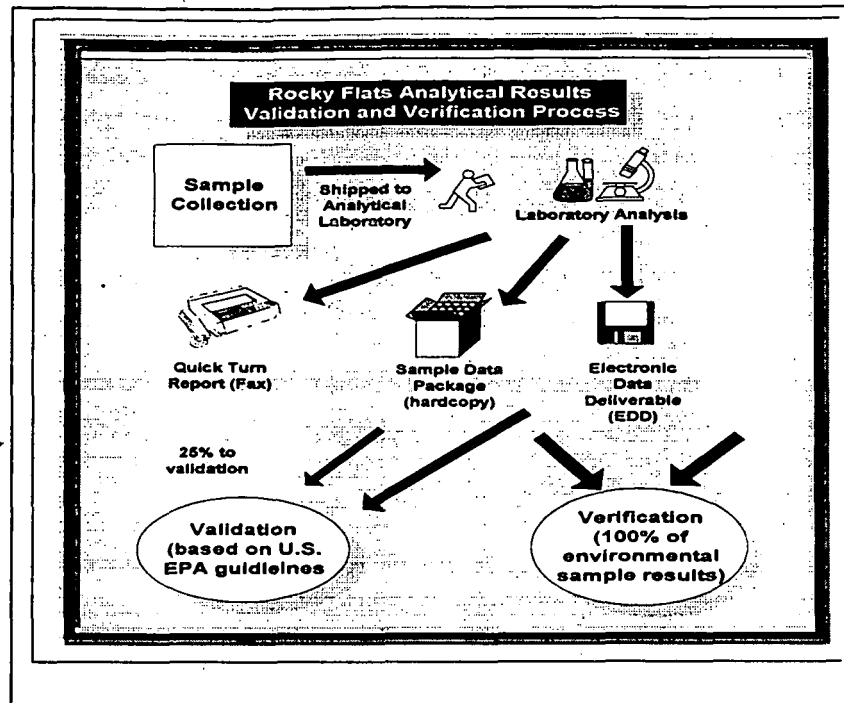 Rocky Flats Analytical Results
Validation and Verification Process
Sample
Collection
Shipped to
Analytical
Laboratory
Laboratory Analysis
Quick Turn
Report (Fax)
Sample Data
Package
(hardcopy)
Electronic
Data
Deliverable
(EDD)
25% to
validation
Validation
(based on U.S.
EPA guidleines
Verification
(100% of
environmental
sample results)